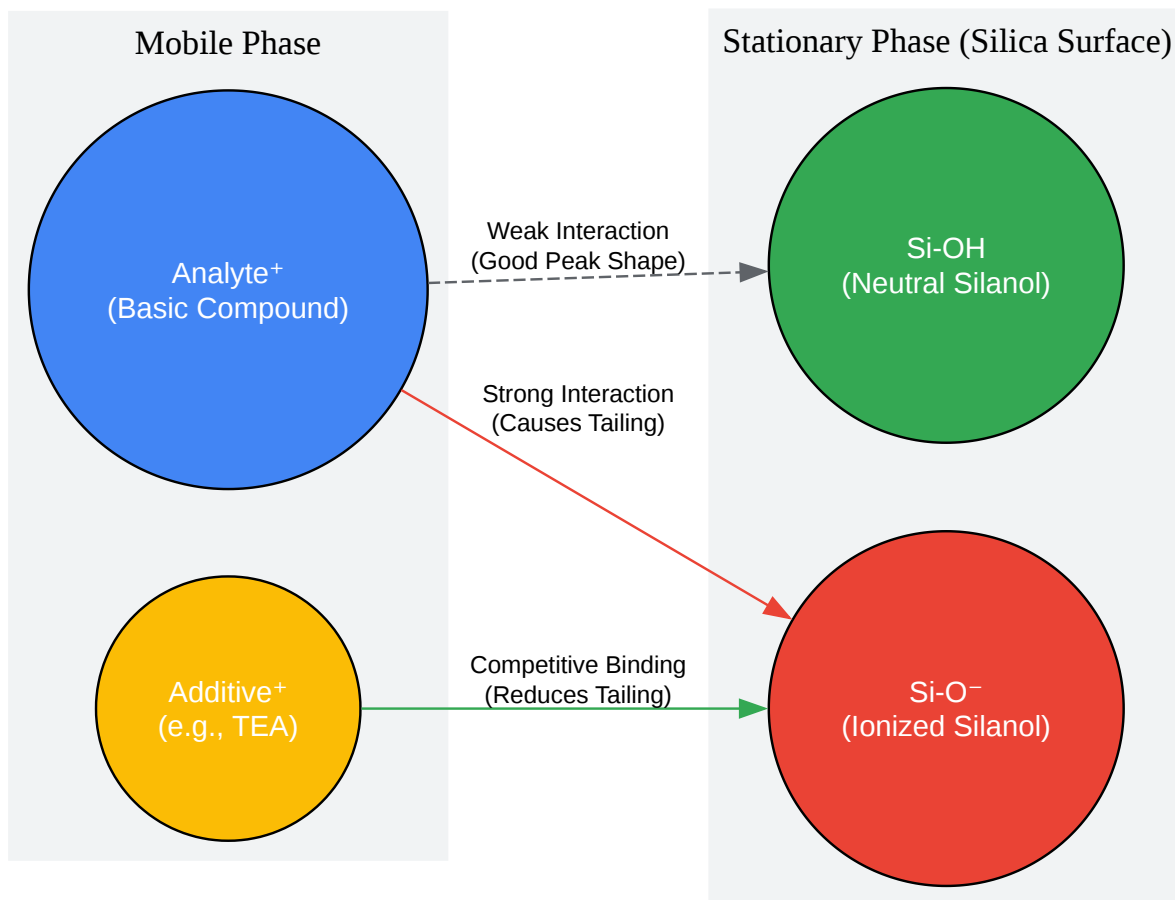 Mobile Phase
Stationary Phase (Silica Surface)
Analyte⁺
(Basic Compound)
Weak Interaction
(Good Peak Shape)
Si-OH
(Neutral Silanol)
Strong Interaction
(Causes Tailing)
Additive⁺
(e.g., TEA)
Competitive Binding
(Reduces Tailing)
Si-O⁻
(Ionized Silanol)